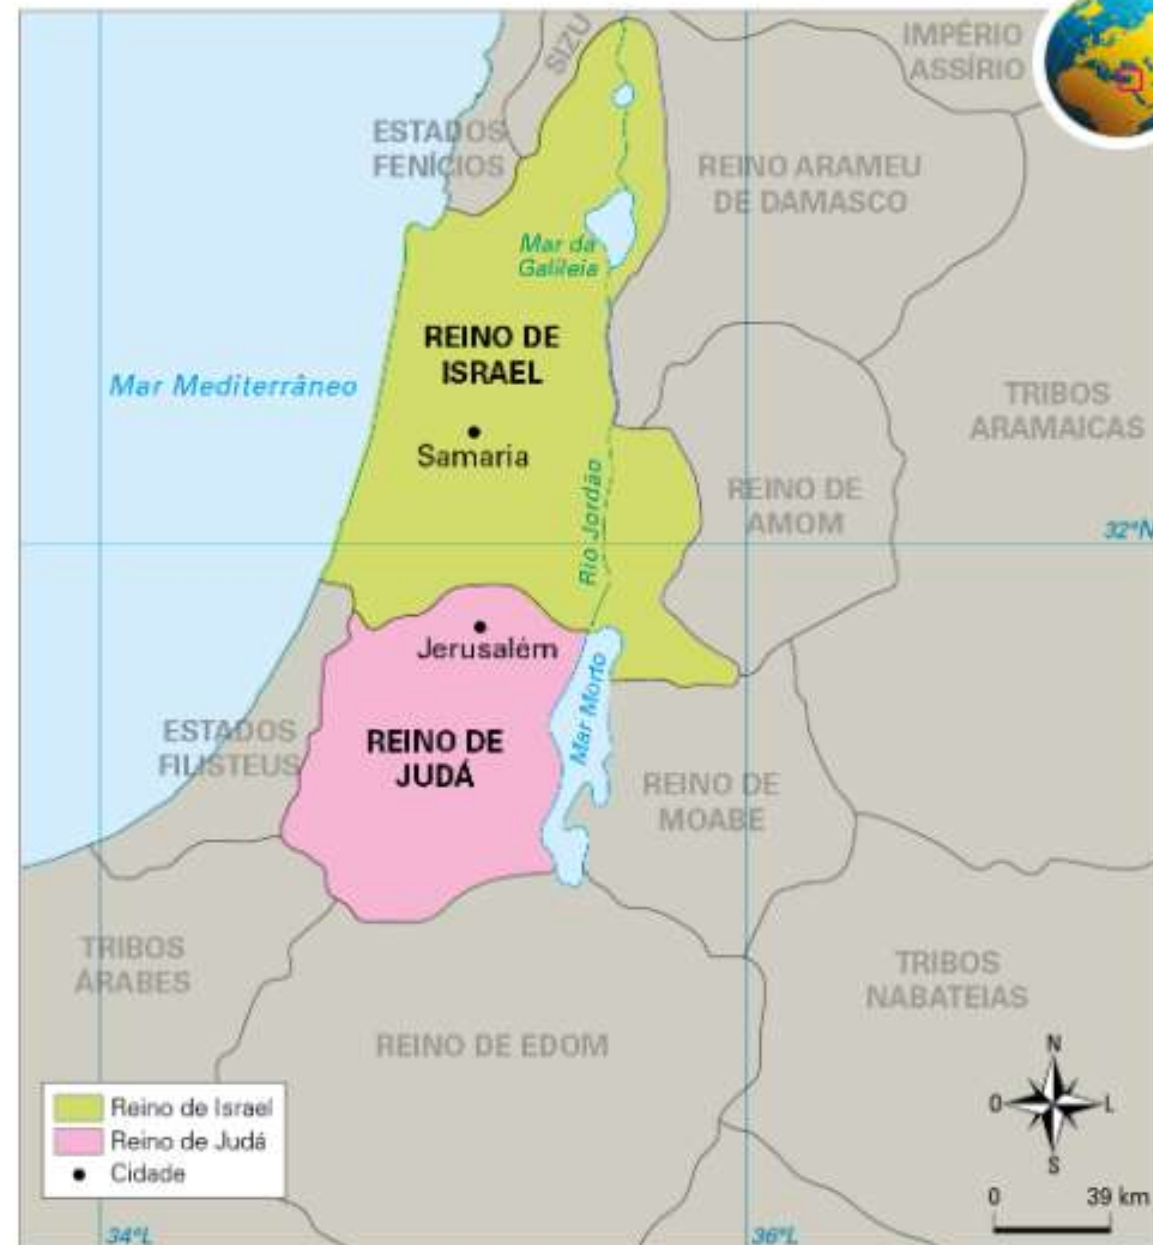 SIZU
IMPÉRIO
ASSÍRIO
ESTADOS
FENÍCIOS
REINO ARAMEU
DE DAMASCO
Mar da
Galileia
REINO DE
ISRAEL
Mar Mediterrâneo
TRIBOS
ARAMAICAS
Samaria
Rio Jordão
REINO DE
AMOM
32°N
Jerusalém
Mar Morto
ESTADOS
FILISTEUS
REINO DE
JUDÁ
REINO DE
MOABE
TRIBOS
ÁRABES
TRIBOS
NABATEIAS
REINO DE EDOM
Reino de Israel
Reino de Judá
Cidade
N
O
L
S
0 39 km
34°L
36°L